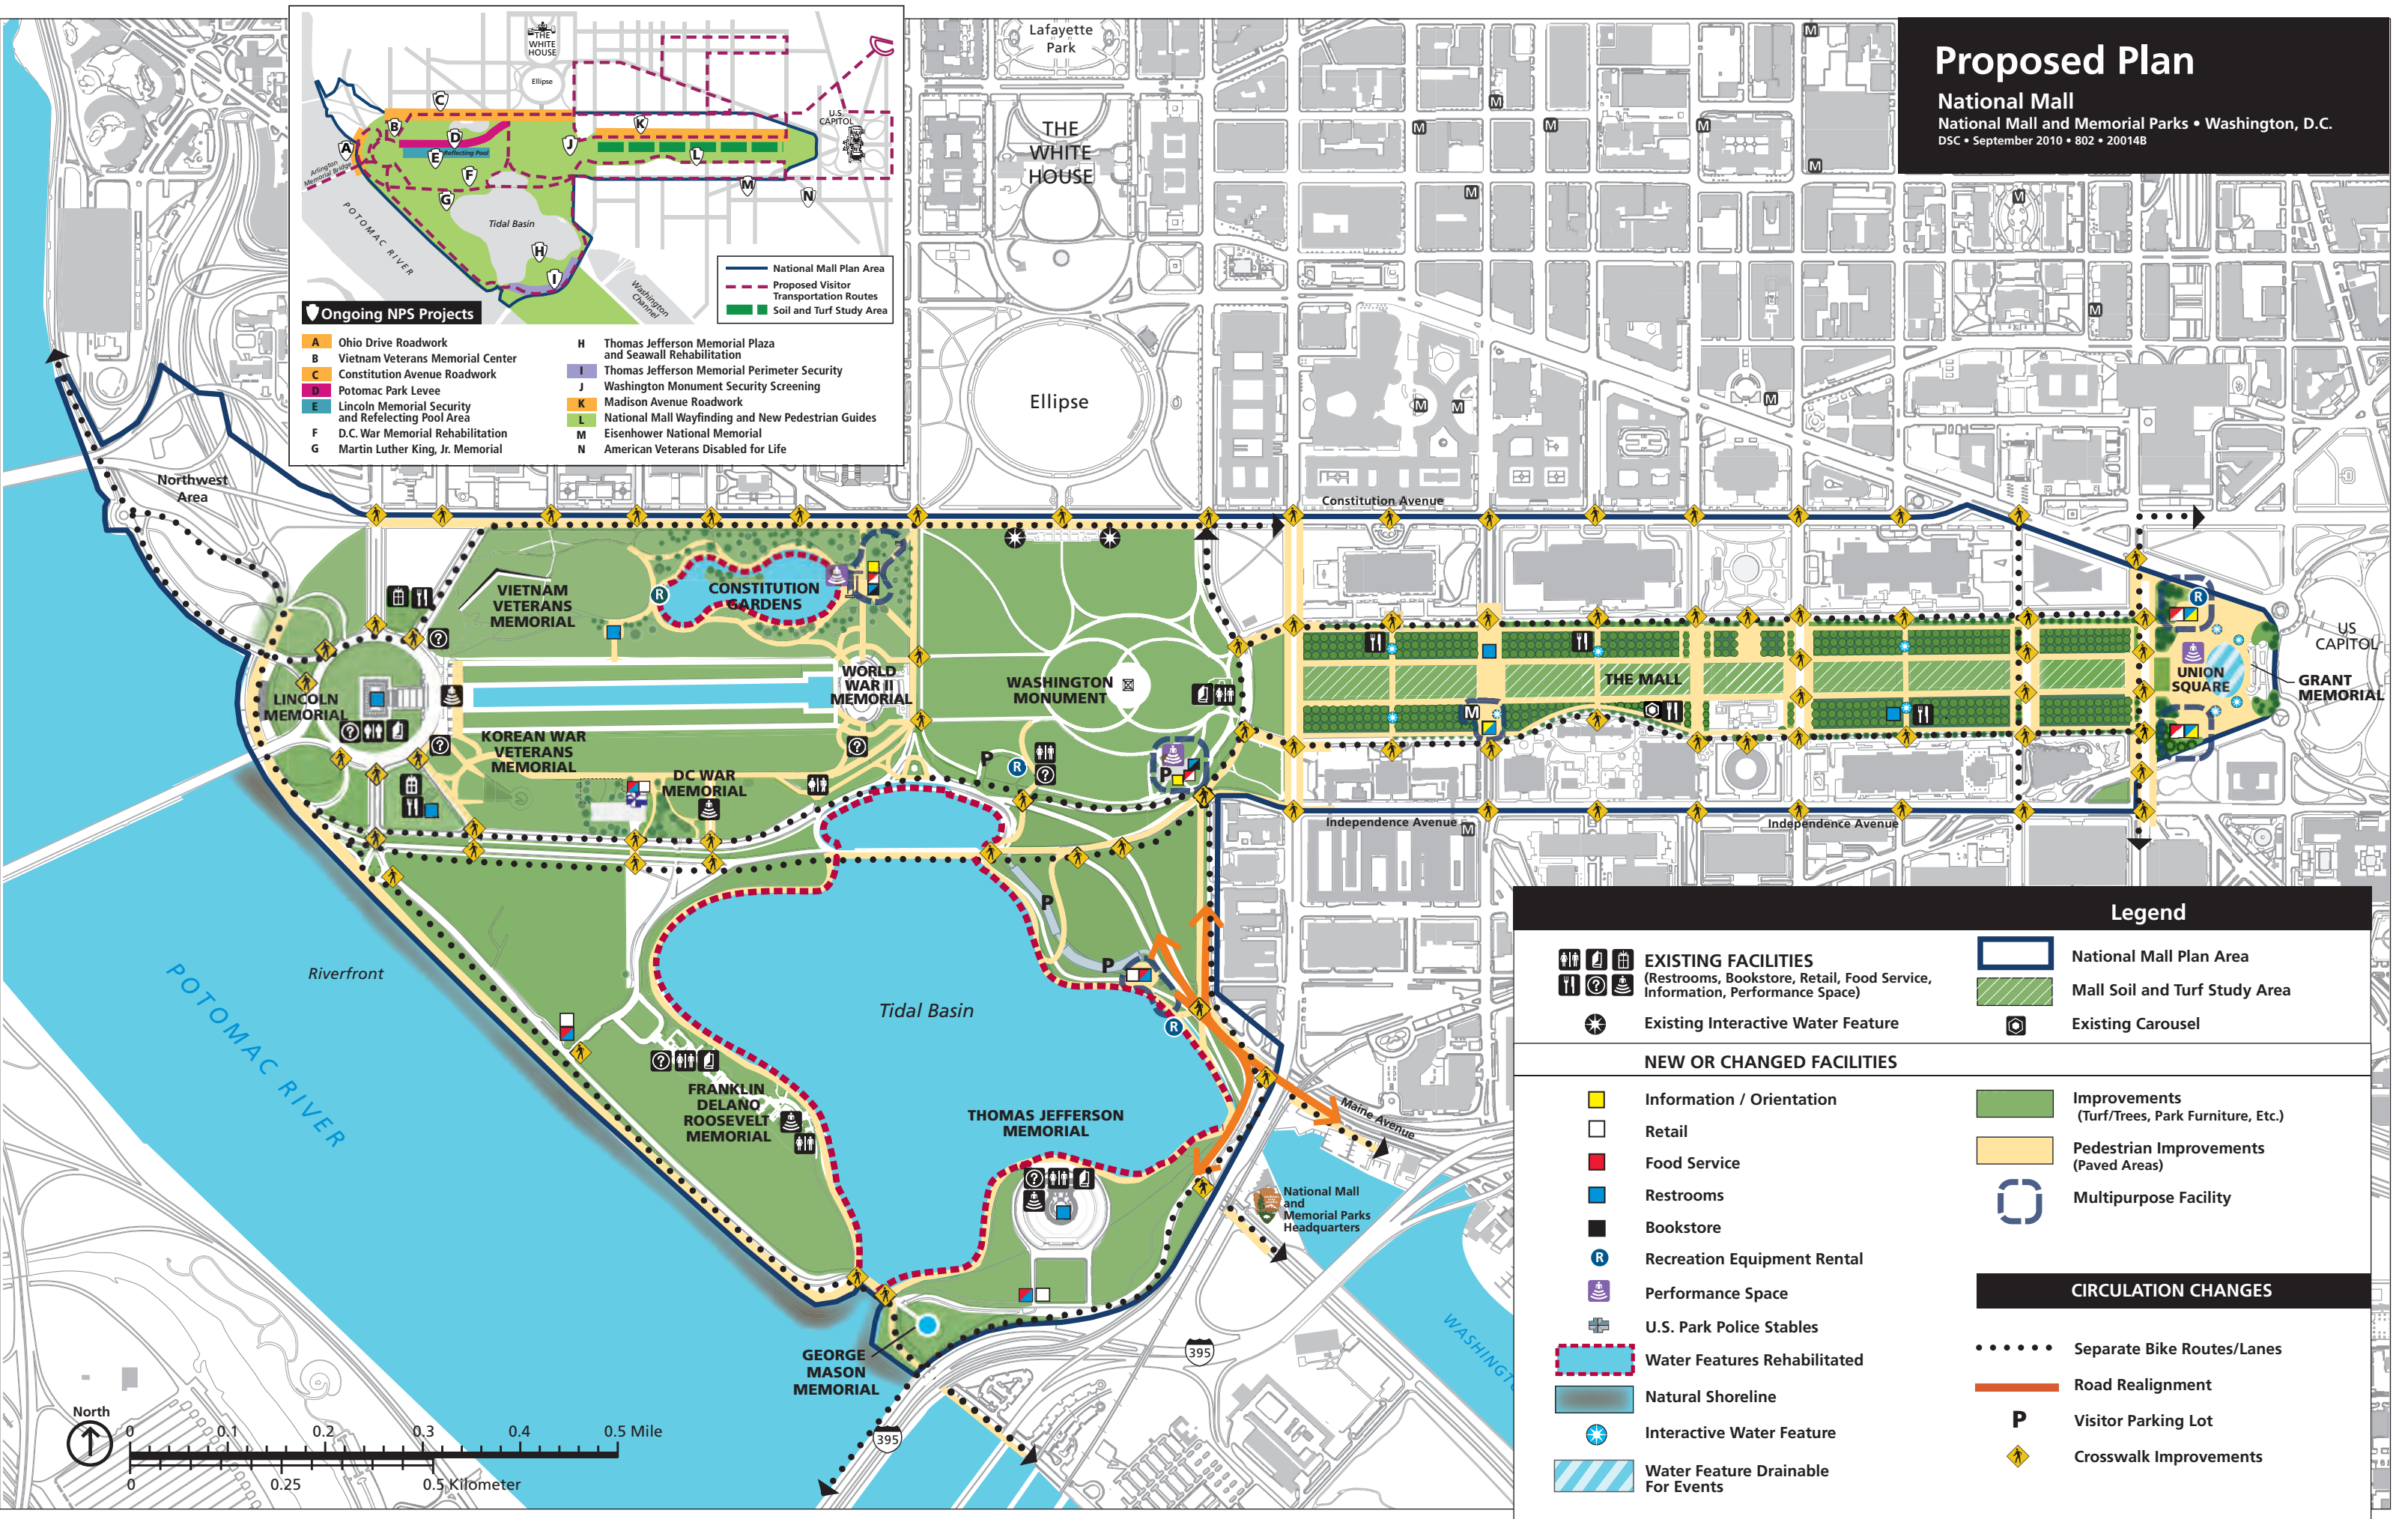 Proposed Plan
National Mall
National Mall and Memorial Parks • Washington, D.C.
DSC • September 2010 • 802 • 20014B
THE
WHITE
HOUSE
Ellipse
U.S.
CAPITOL
C
B
A
D
E
Reflecting Pool
F
G
H
I
J
K
L
M
N
Arlington
Memorial Bridge
POTOMAC RIVER
Tidal Basin
Washington
Channel
National Mall Plan Area
Proposed Visitor
Transportation Routes
Soil and Turf Study Area
Ongoing NPS Projects
A Ohio Drive Roadwork
B Vietnam Veterans Memorial Center
C Constitution Avenue Roadwork
D Potomac Park Levee
E Lincoln Memorial Security
and Refelecting Pool Area
F D.C. War Memorial Rehabilitation
G Martin Luther King, Jr. Memorial
H Thomas Jefferson Memorial Plaza
and Seawall Rehabilitation
I Thomas Jefferson Memorial Perimeter Security
J Washington Monument Security Screening
K Madison Avenue Roadwork
L National Mall Wayfinding and New Pedestrian Guides
M Eisenhower National Memorial
N American Veterans Disabled for Life
Lafayette
Park
THE
WHITE
HOUSE
Ellipse
Northwest
Area
Constitution Avenue
VIETNAM
VETERANS
MEMORIAL
CONSTITUTION
GARDENS
LINCOLN
MEMORIAL
WORLD
WAR II
MEMORIAL
WASHINGTON
MONUMENT
THE MALL
UNION
SQUARE
US
CAPITOL
GRANT
MEMORIAL
KOREAN WAR
VETERANS
MEMORIAL
DC WAR
MEMORIAL
Independence Avenue
Independence Avenue
Riverfront
POTOMAC RIVER
Tidal Basin
FRANKLIN
DELANO
ROOSEVELT
MEMORIAL
THOMAS JEFFERSON
MEMORIAL
Maine Avenue
National Mall
and
Memorial Parks
Headquarters
GEORGE
MASON
MEMORIAL
395
395
North
0 0.1 0.2 0.3 0.4 0.5 Mile
0 0.25 0.5 Kilometer
Legend
EXISTING FACILITIES
(Restrooms, Bookstore, Retail, Food Service,
Information, Performance Space)
Existing Interactive Water Feature
National Mall Plan Area
Mall Soil and Turf Study Area
Existing Carousel
NEW OR CHANGED FACILITIES
Information / Orientation
Retail
Food Service
Restrooms
Bookstore
R Recreation Equipment Rental
Performance Space
U.S. Park Police Stables
Water Features Rehabilitated
Natural Shoreline
Interactive Water Feature
Water Feature Drainable
For Events
Improvements
(Turf/Trees, Park Furniture, Etc.)
Pedestrian Improvements
(Paved Areas)
Multipurpose Facility
CIRCULATION CHANGES
Separate Bike Routes/Lanes
Road Realignment
P Visitor Parking Lot
Crosswalk Improvements